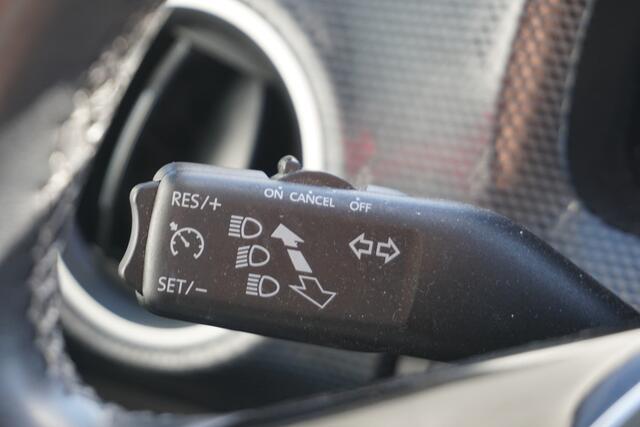 ON CANCEL OFF
RES/+
SET/−